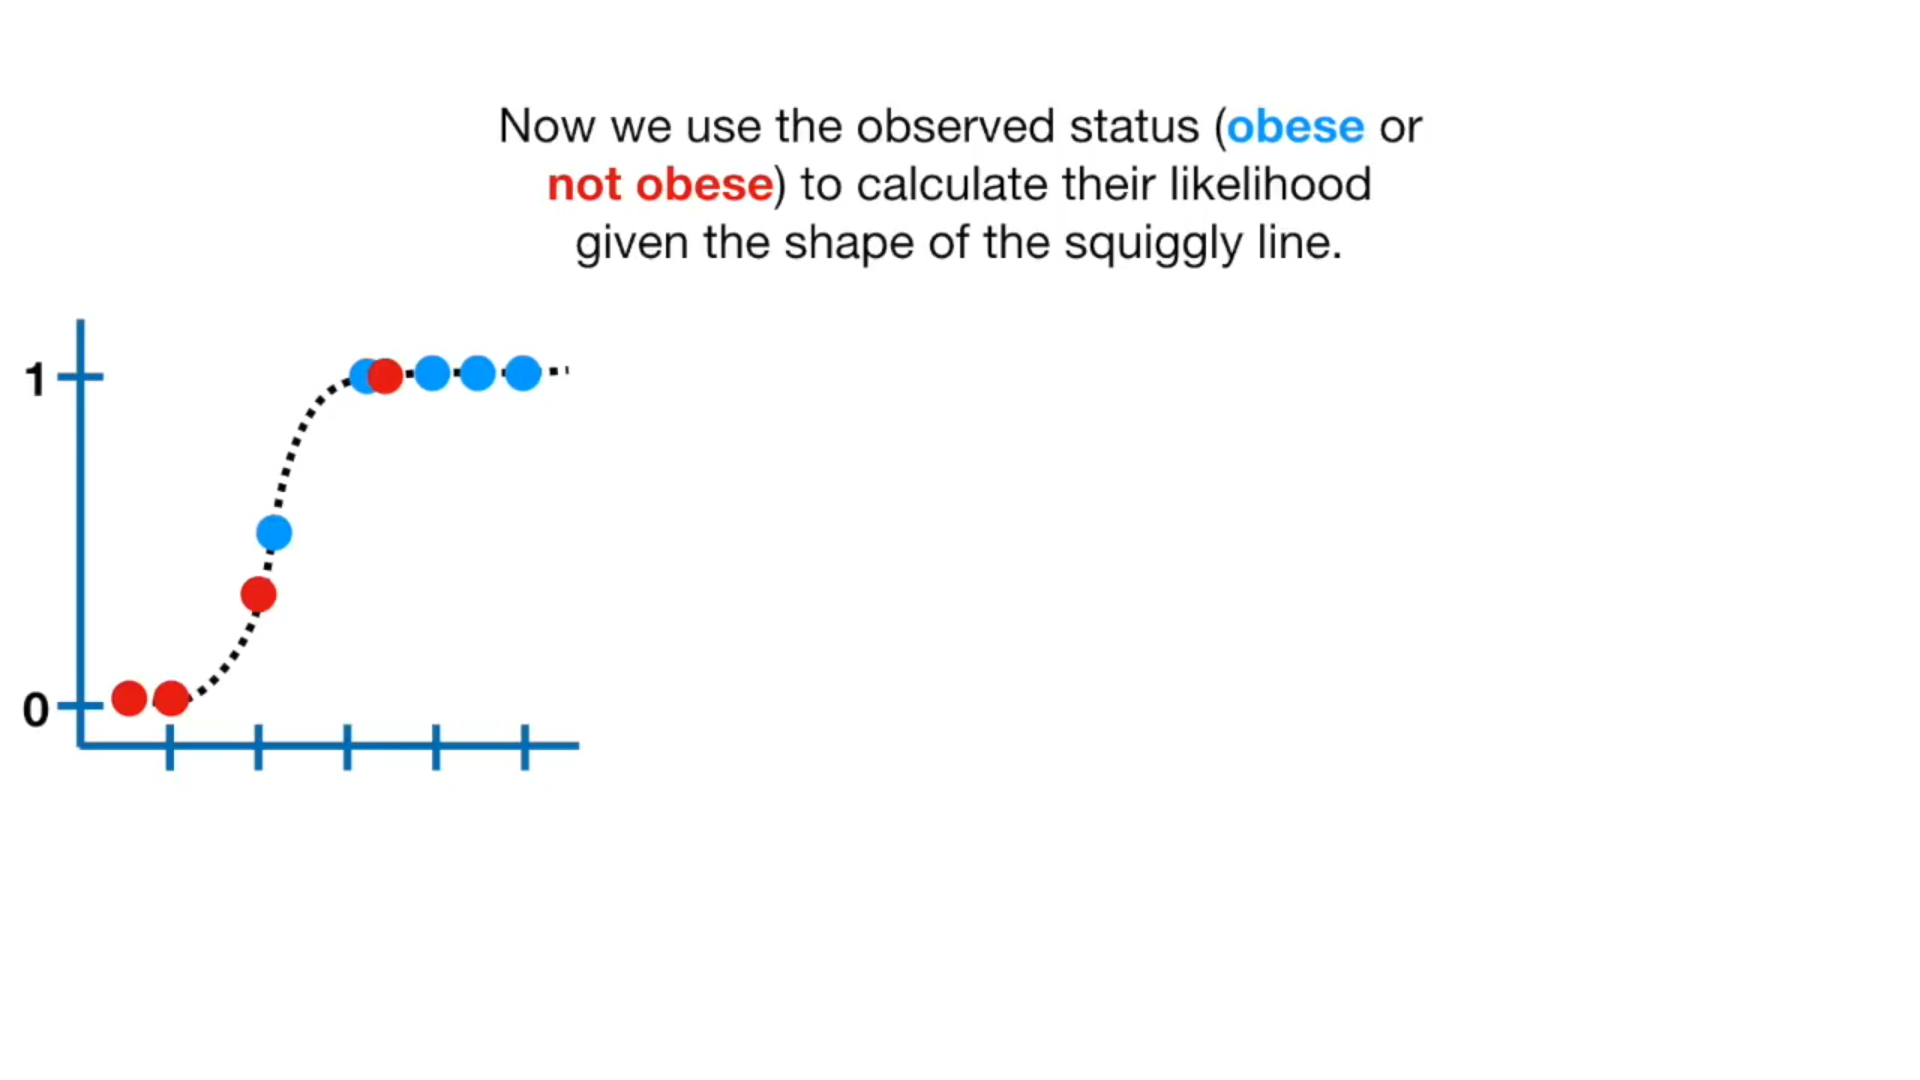 Now we use the observed status (obese or
not obese) to calculate their likelihood
given the shape of the squiggly line.
1
0